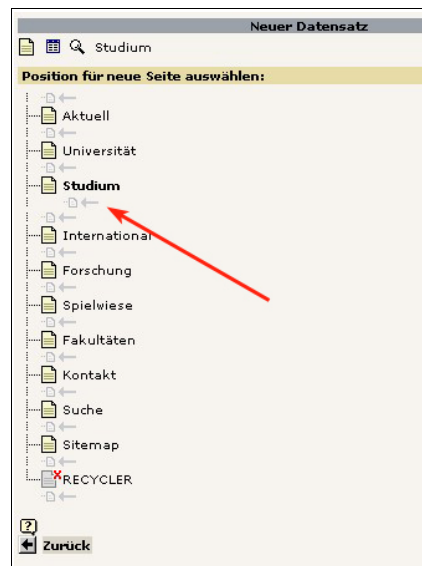 Neuer Datensatz
Studium
Position für neue Seite auswählen:
Aktuell
Universität
Studium
International
Forschung
Spielwiese
Fakultäten
Kontakt
Suche
Sitemap
RECYCLER
?
Zurück